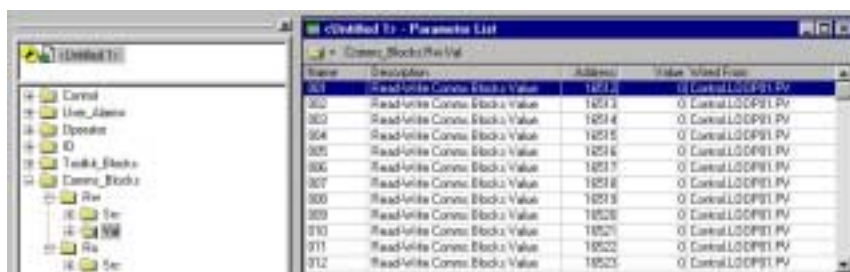 <Untitled 1> - Parameter List
<Untitled 1>
Comms_Blocks.Rw.Val
Name Description Address Value Wired From
001 Read-Write Comms Blocks Value 16512 0 Control.LOOP01.PV
002 Read-Write Comms Blocks Value 16513 0 Control.LOOP01.PV
003 Read-Write Comms Blocks Value 16514 0 Control.LOOP01.PV
004 Read-Write Comms Blocks Value 16515 0 Control.LOOP01.PV
005 Read-Write Comms Blocks Value 16516 0 Control.LOOP01.PV
006 Read-Write Comms Blocks Value 16517 0 Control.LOOP01.PV
007 Read-Write Comms Blocks Value 16518 0 Control.LOOP01.PV
008 Read-Write Comms Blocks Value 16519 0 Control.LOOP01.PV
009 Read-Write Comms Blocks Value 16520 0 Control.LOOP01.PV
010 Read-Write Comms Blocks Value 16521 0 Control.LOOP01.PV
011 Read-Write Comms Blocks Value 16522 0 Control.LOOP01.PV
012 Read-Write Comms Blocks Value 16523 0 Control.LOOP01.PV
Control
User_Alarms
Operator
IO
Toolkit_Blocks
Comms_Blocks
Rw
Src
Val
Ro
Src